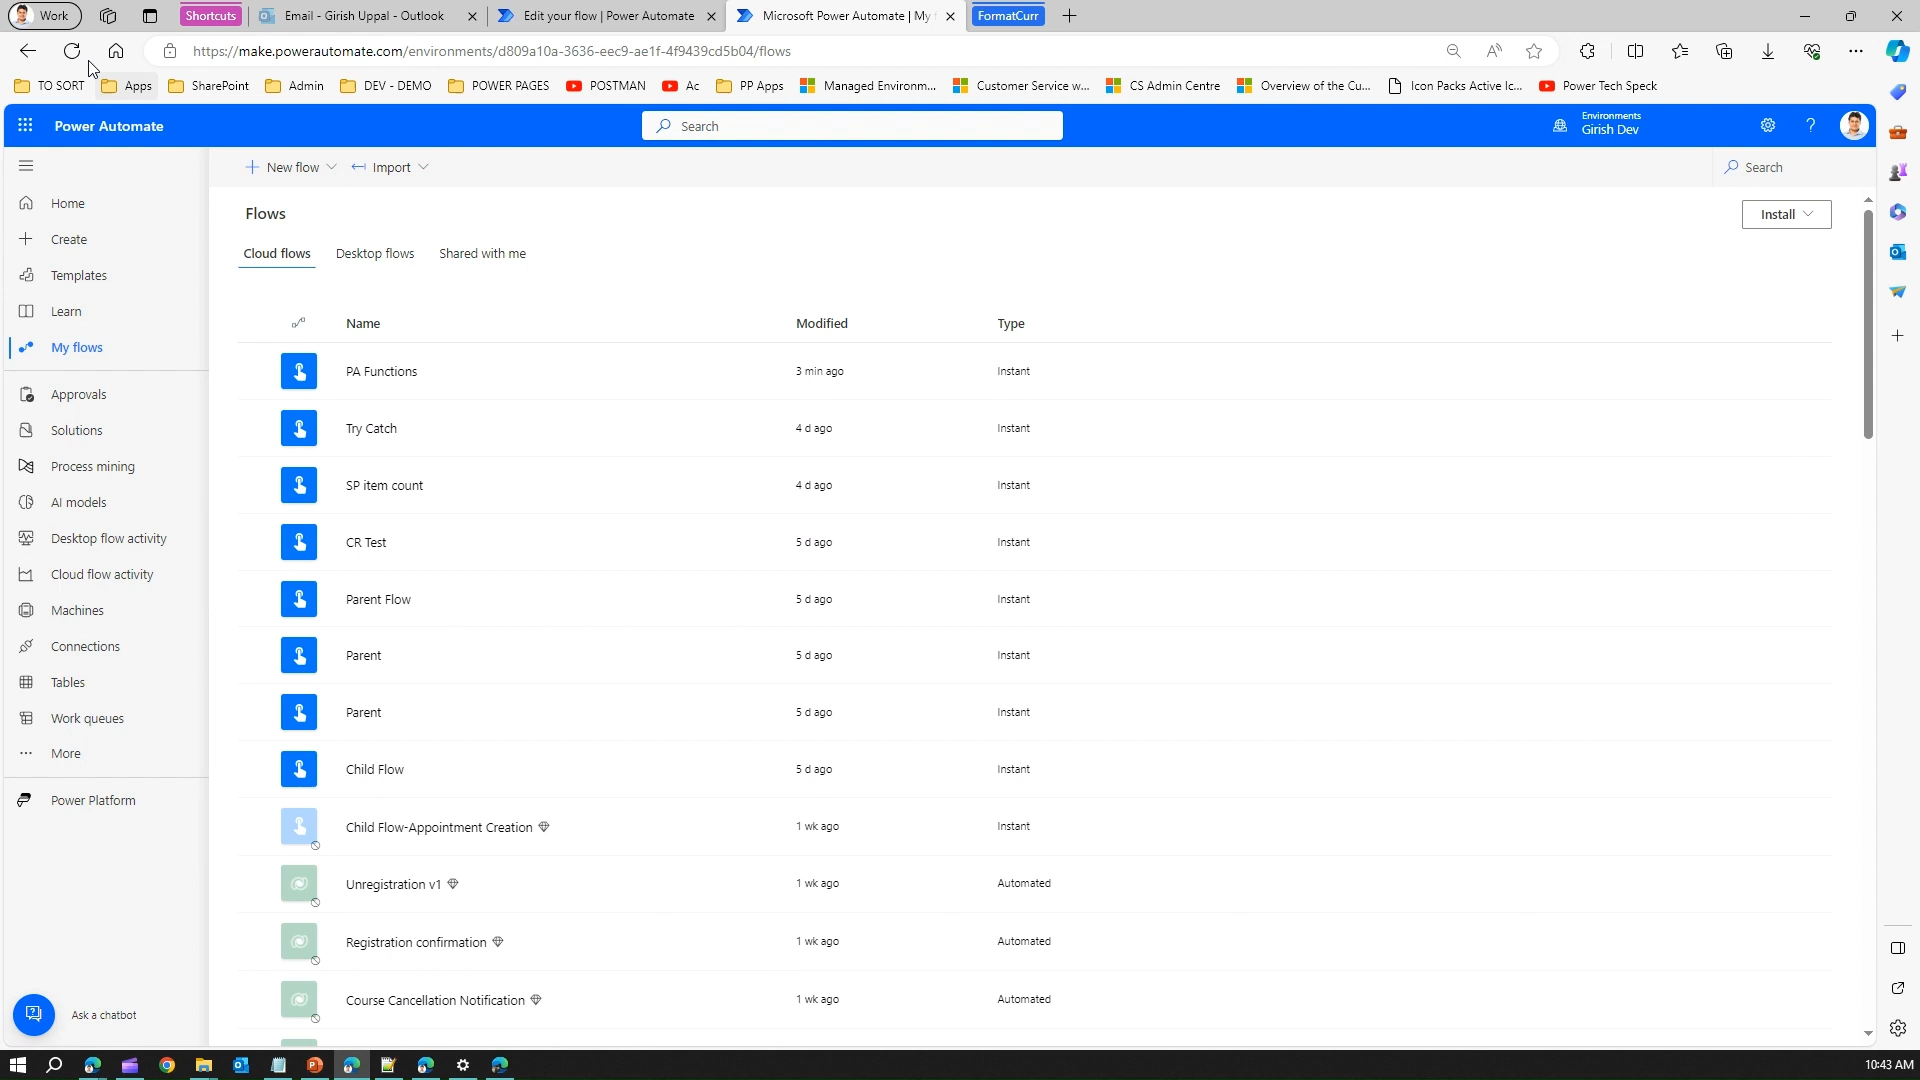 Work
Shortcuts
Email - Girish Uppal - Outlook
Edit your flow | Power Automate
Microsoft Power Automate | My f
FormatCurr
https://make.powerautomate.com/environments/d809a10a-3636-eec9-ae1f-4f9439cd5b04/flows
TO SORT
Apps
SharePoint
Admin
DEV - DEMO
POWER PAGES
POSTMAN
Ac
PP Apps
Managed Environm...
Customer Service w...
CS Admin Centre
Overview of the Cu...
Icon Packs Active Ic...
Power Tech Speck
Power Automate
Search
Environments
Girish Dev
New flow
Import
Search
Home
Create
Templates
Learn
My flows
Approvals
Solutions
Process mining
AI models
Desktop flow activity
Cloud flow activity
Machines
Connections
Tables
Work queues
More
Power Platform
Ask a chatbot
Flows
Install
Cloud flows
Desktop flows
Shared with me
Name Modified Type
PA Functions 3 min ago Instant
Try Catch 4 d ago Instant
SP item count 4 d ago Instant
CR Test 5 d ago Instant
Parent Flow 5 d ago Instant
Parent 5 d ago Instant
Parent 5 d ago Instant
Child Flow 5 d ago Instant
Child Flow-Appointment Creation 1 wk ago Instant
Unregistration v1 1 wk ago Automated
Registration confirmation 1 wk ago Automated
Course Cancellation Notification 1 wk ago Automated
10:43 AM